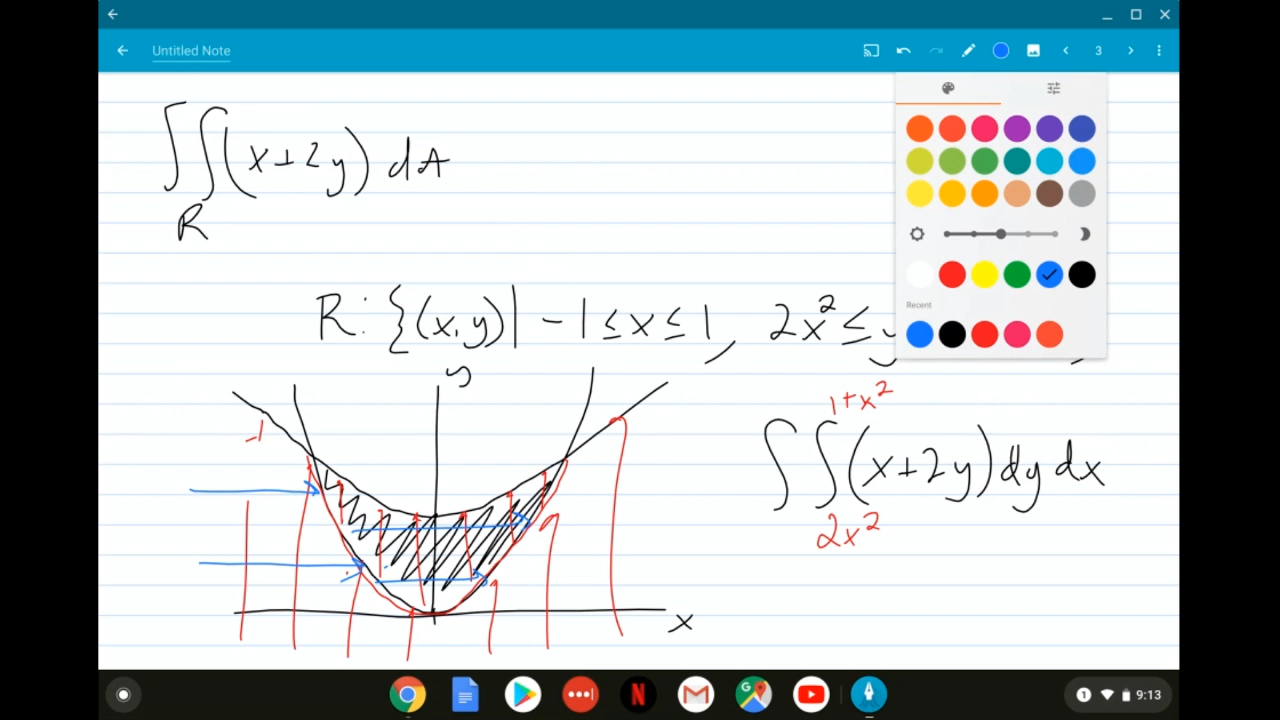 Untitled Note
3
∫∫(x+2y) dA
R
Recent
R: {(x,y)| -1≤x≤1, 2x²≤y
y
1+x²
-1
∫∫(x+2y)dy dx
2x²
x
N
1
9:13